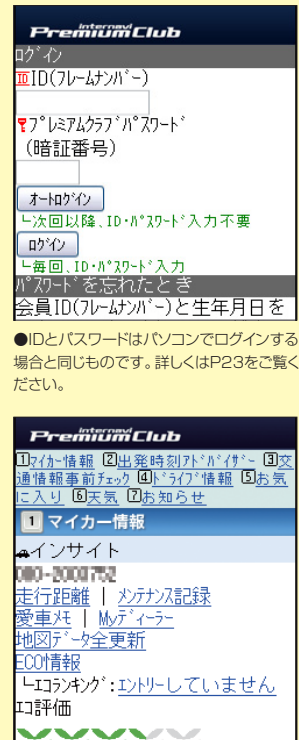 internavi
PremiumClub
ﾛｸﾞｲﾝ
IDID(ﾌﾚｰﾑﾅﾝﾊﾞｰ)
ﾌﾟﾚﾐｱﾑｸﾗﾌﾞﾊﾟｽﾜｰﾄﾞ
(暗証番号)
ｵｰﾄﾛｸﾞｲﾝ
└次回以降､ID･ﾊﾟｽﾜｰﾄﾞ入力不要
ﾛｸﾞｲﾝ
└毎回､ID･ﾊﾟｽﾜｰﾄﾞ入力
ﾊﾟｽﾜｰﾄﾞを忘れたとき
会員ID(ﾌﾚｰﾑﾅﾝﾊﾞｰ)と生年月日を
●IDとパスワードはパソコンでログインする
場合と同じものです。詳しくはP23をご覧く
ださい。
internavi
PremiumClub
1ﾏｲｶｰ情報 2出発時刻ｱﾄﾞﾊﾞｲｻﾞｰ 3交
通情報事前ﾁｪｯｸ 4ﾄﾞﾗｲﾌﾞ情報 5お気
に入り 6天気 7お知らせ
1 マイカー情報
インサイト
走行距離 | ﾒﾝﾃﾅﾝｽ記録
愛車ﾒﾓ | Myﾃﾞｨｰﾗｰ
地図ﾃﾞｰﾀ全更新
ECO情報
└ｴｺﾗﾝｷﾝｸﾞ:ｴﾝﾄﾘｰしていません
ｴｺ評価